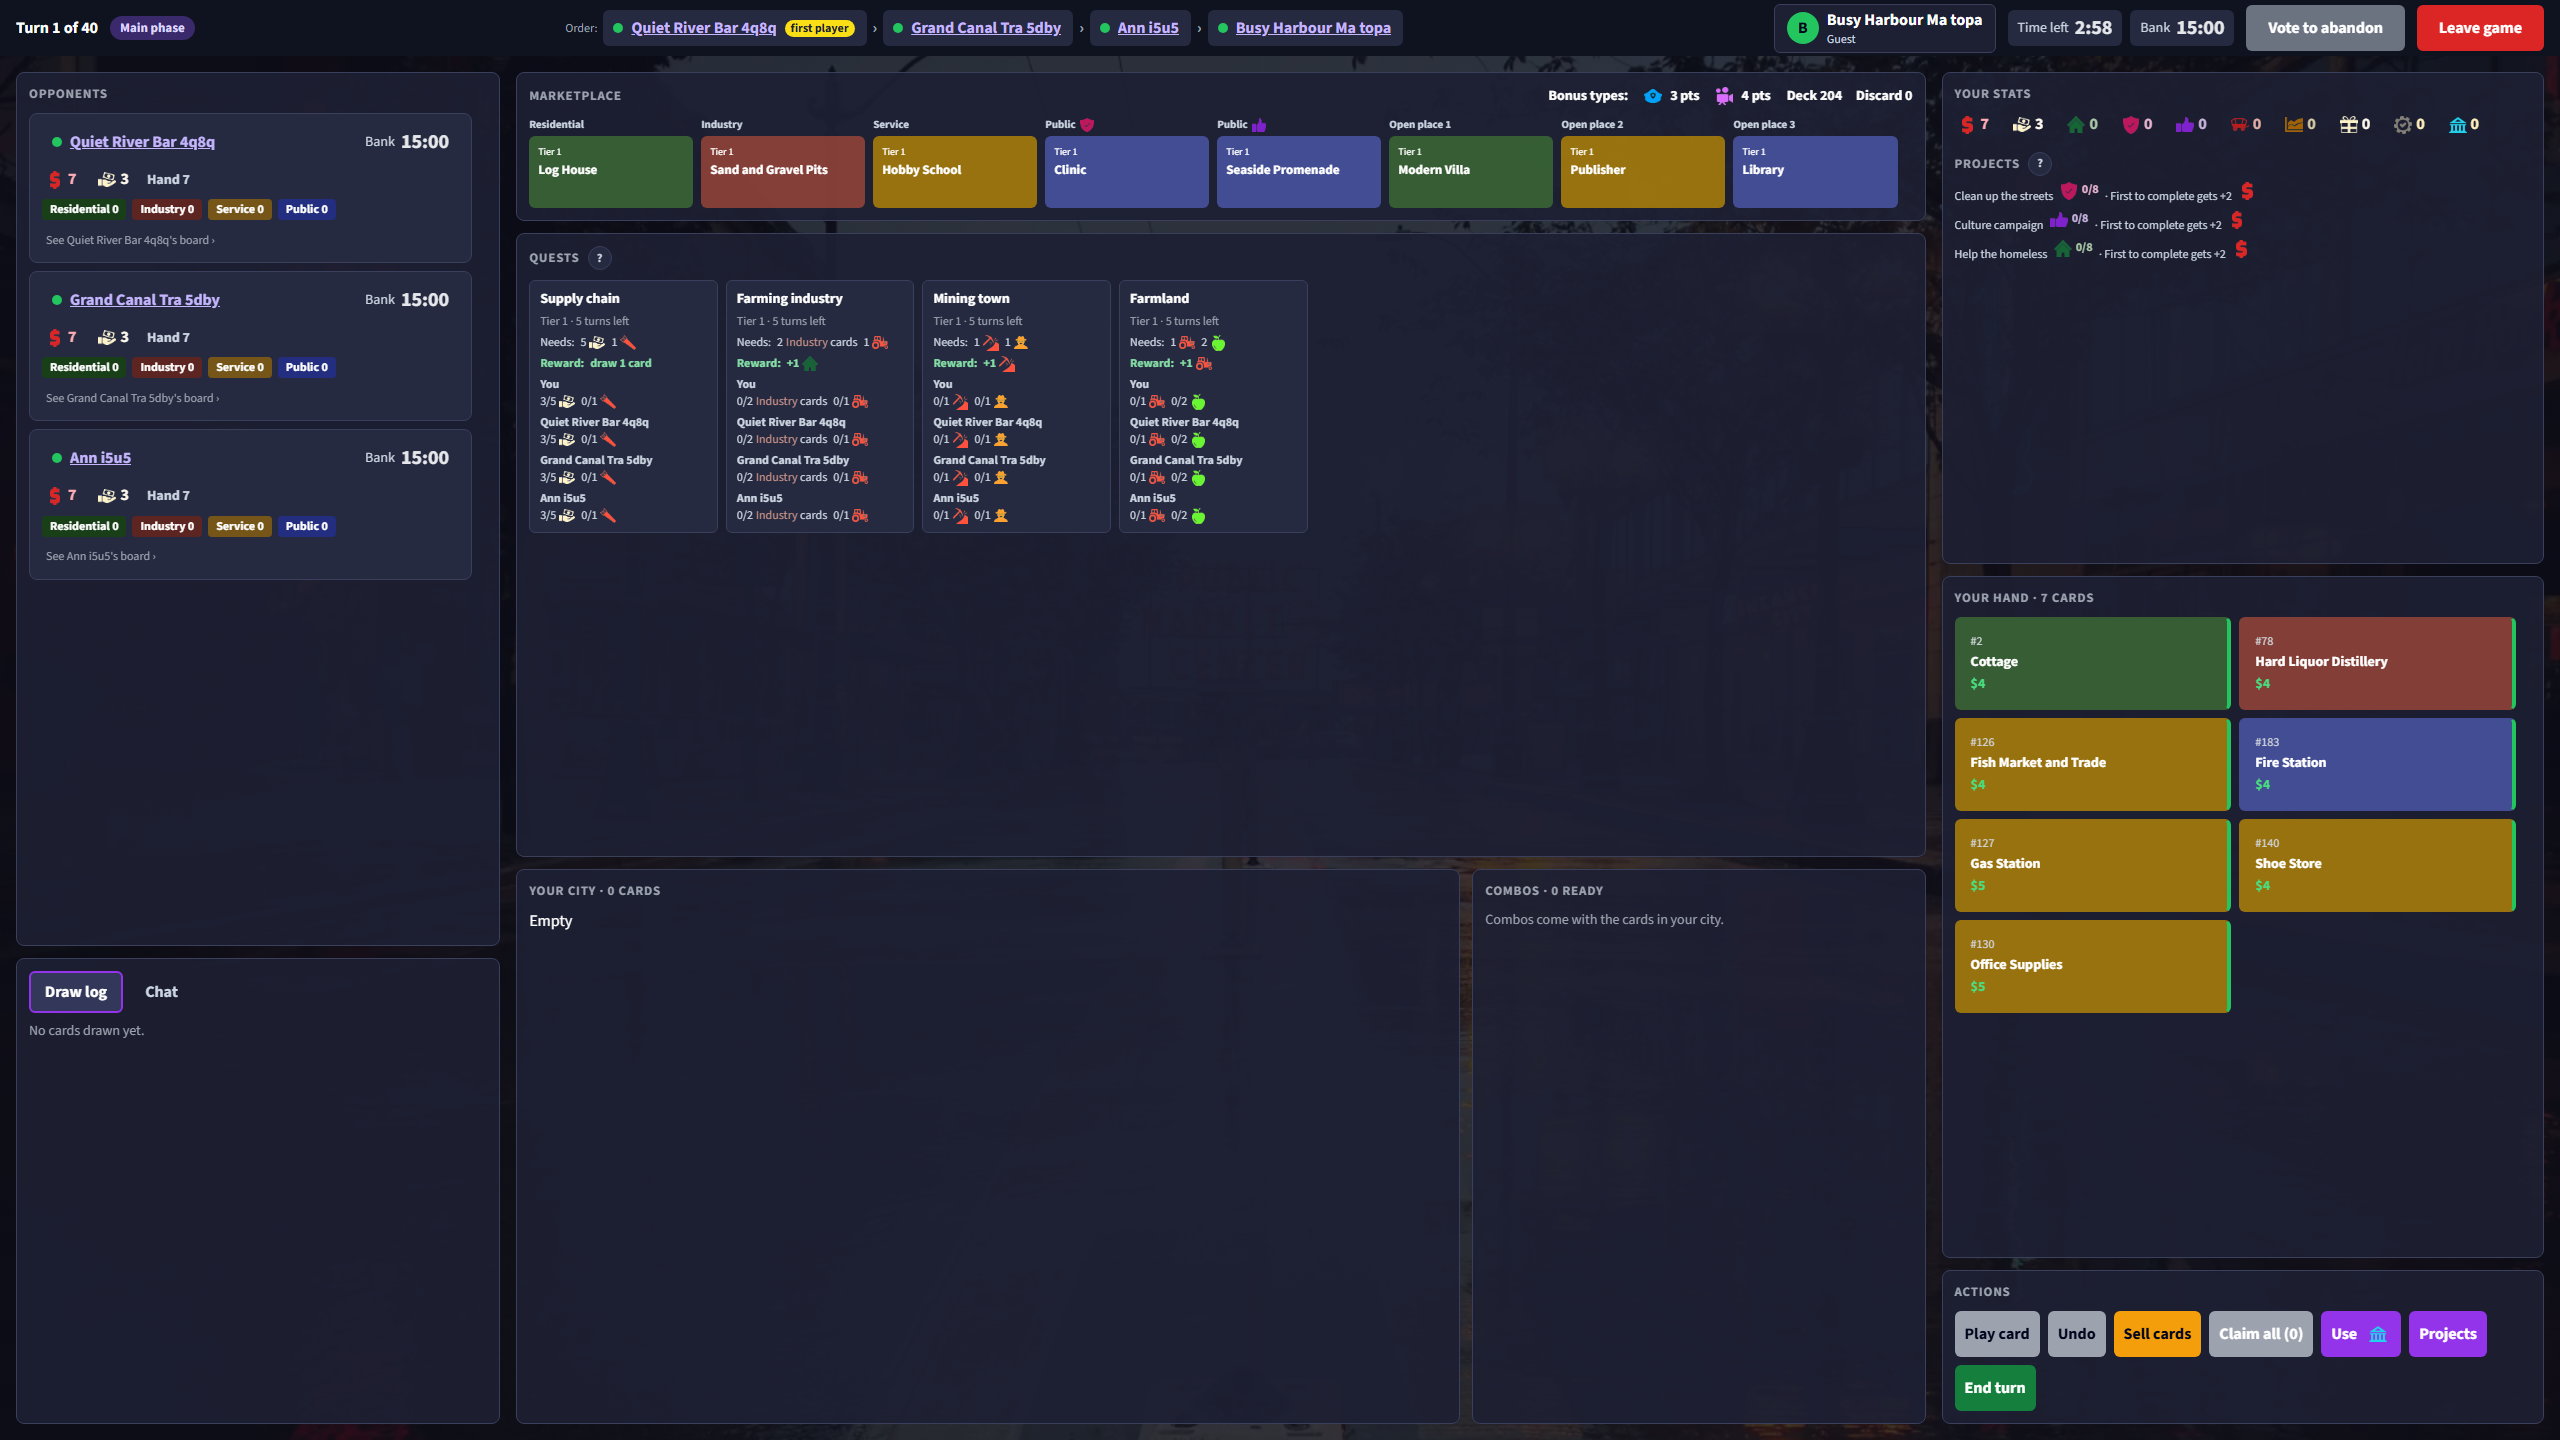 Turn 1 of 40 Main phase
Order: Quiet River Bar 4q8q first player › Grand Canal Tra 5dby › Ann i5u5 › Busy Harbour Ma topa
B Busy Harbour Ma topa
Guest
Time left 2:58
Bank 15:00
Vote to abandon
Leave game
OPPONENTS
Quiet River Bar 4q8q Bank 15:00
7 3 Hand 7
Residential 0 Industry 0 Service 0 Public 0
See Quiet River Bar 4q8q's board ›
Grand Canal Tra 5dby Bank 15:00
7 3 Hand 7
Residential 0 Industry 0 Service 0 Public 0
See Grand Canal Tra 5dby's board ›
Ann i5u5 Bank 15:00
7 3 Hand 7
Residential 0 Industry 0 Service 0 Public 0
See Ann i5u5's board ›
Draw log Chat
No cards drawn yet.
MARKETPLACE
Bonus types: 3 pts 4 pts Deck 204 Discard 0
Residential Industry Service Public Public Open place 1 Open place 2 Open place 3
Tier 1 Tier 1 Tier 1 Tier 1 Tier 1 Tier 1 Tier 1 Tier 1
Log House Sand and Gravel Pits Hobby School Clinic Seaside Promenade Modern Villa Publisher Library
QUESTS ?
Supply chain
Tier 1 · 5 turns left
Needs: 5 1
Reward: draw 1 card
You
3/5 0/1
Quiet River Bar 4q8q
3/5 0/1
Grand Canal Tra 5dby
3/5 0/1
Ann i5u5
3/5 0/1
Farming industry
Tier 1 · 5 turns left
Needs: 2 Industry cards 1
Reward: +1
You
0/2 Industry cards 0/1
Quiet River Bar 4q8q
0/2 Industry cards 0/1
Grand Canal Tra 5dby
0/2 Industry cards 0/1
Ann i5u5
0/2 Industry cards 0/1
Mining town
Tier 1 · 5 turns left
Needs: 1 1
Reward: +1
You
0/1 0/1
Quiet River Bar 4q8q
0/1 0/1
Grand Canal Tra 5dby
0/1 0/1
Ann i5u5
0/1 0/1
Farmland
Tier 1 · 5 turns left
Needs: 1 2
Reward: +1
You
0/1 0/2
Quiet River Bar 4q8q
0/1 0/2
Grand Canal Tra 5dby
0/1 0/2
Ann i5u5
0/1 0/2
YOUR CITY · 0 CARDS
Empty
COMBOS · 0 READY
Combos come with the cards in your city.
YOUR STATS
7 3 0 0 0 0 0 0 0 0
PROJECTS ?
Clean up the streets 0/8 · First to complete gets +2
Culture campaign 0/8 · First to complete gets +2
Help the homeless 0/8 · First to complete gets +2
YOUR HAND · 7 CARDS
#2
Cottage
$4
#78
Hard Liquor Distillery
$4
#126
Fish Market and Trade
$4
#183
Fire Station
$4
#127
Gas Station
$5
#140
Shoe Store
$4
#130
Office Supplies
$5
ACTIONS
Play card Undo Sell cards Claim all (0) Use Projects
End turn